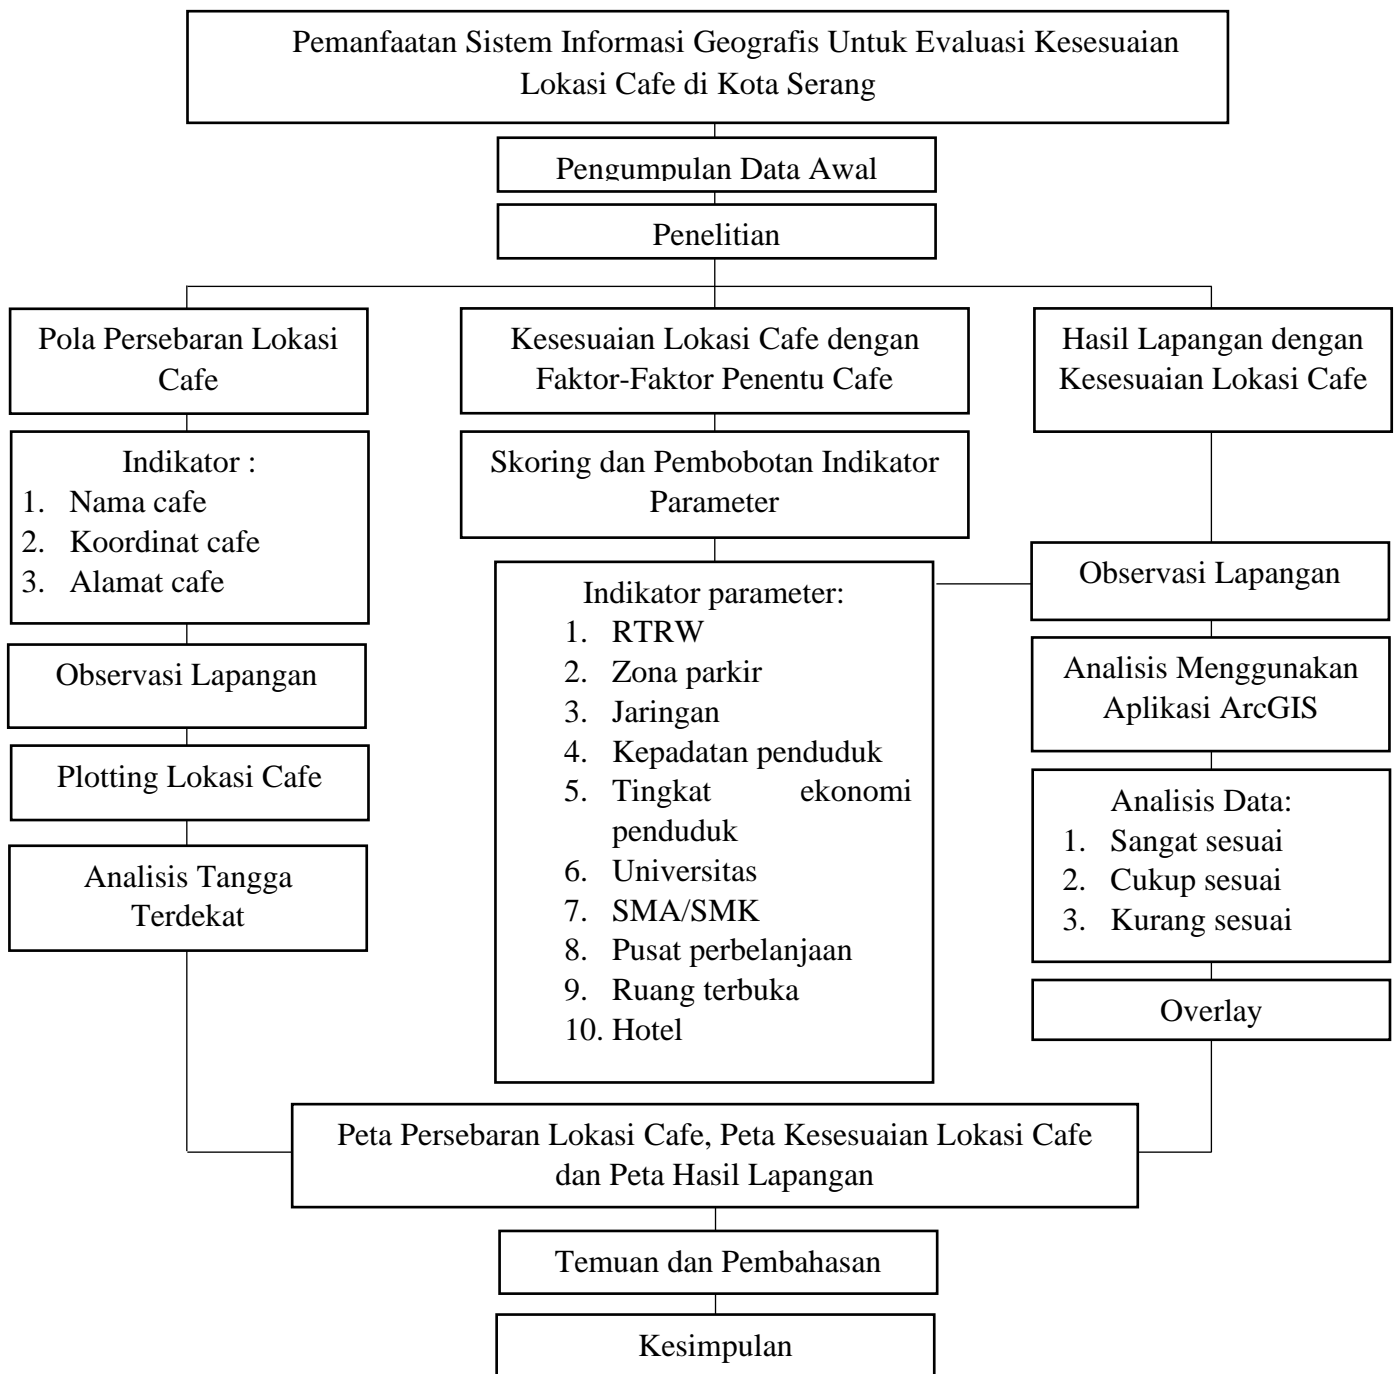 Pemanfaatan Sistem Informasi Geografis Untuk Evaluasi Kesesuaian
Lokasi Cafe di Kota Serang
Pengumpulan Data Awal
Penelitian
Pola Persebaran Lokasi
Cafe
Kesesuaian Lokasi Cafe dengan
Faktor-Faktor Penentu Cafe
Hasil Lapangan dengan
Kesesuaian Lokasi Cafe
Indikator :
1. Nama cafe
2. Koordinat cafe
3. Alamat cafe
Skoring dan Pembobotan Indikator
Parameter
Observasi Lapangan
Plotting Lokasi Cafe
Analisis Tangga
Terdekat
Indikator parameter:
1. RTRW
2. Zona parkir
3. Jaringan
4. Kepadatan penduduk
5. Tingkat ekonomi
penduduk
6. Universitas
7. SMA/SMK
8. Pusat perbelanjaan
9. Ruang terbuka
10. Hotel
Observasi Lapangan
Analisis Menggunakan
Aplikasi ArcGIS
Analisis Data:
1. Sangat sesuai
2. Cukup sesuai
3. Kurang sesuai
Overlay
Peta Persebaran Lokasi Cafe, Peta Kesesuaian Lokasi Cafe
dan Peta Hasil Lapangan
Temuan dan Pembahasan
Kesimpulan